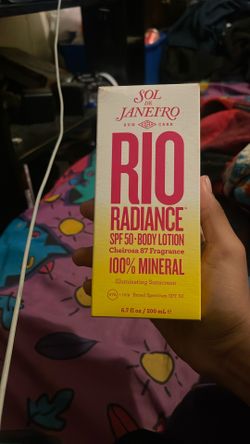 SOL
DE
JANEIRO
SUN CARE
RIO
RADIANCE™
SPF 50 • BODY LOTION
Cheirosa 87 Fragrance
100% MINERAL
Illuminating Sunscreen
Broad Spectrum SPF 50
6.7 fl oz / 200 mL e